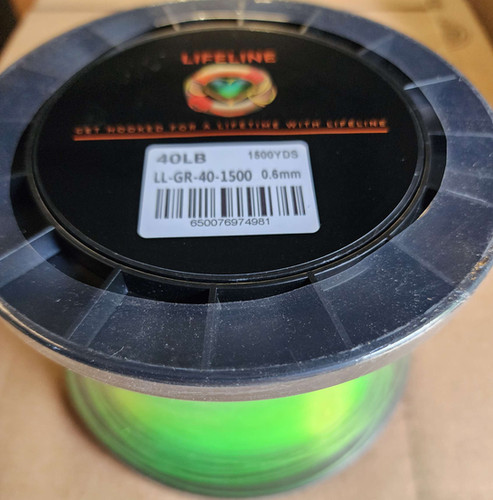 LIFELINE
GET HOOKED FOR A LIFETIME WITH LIFELINE
40LB 1500YDS
LL-GR-40-1500 0.6mm
650076974981